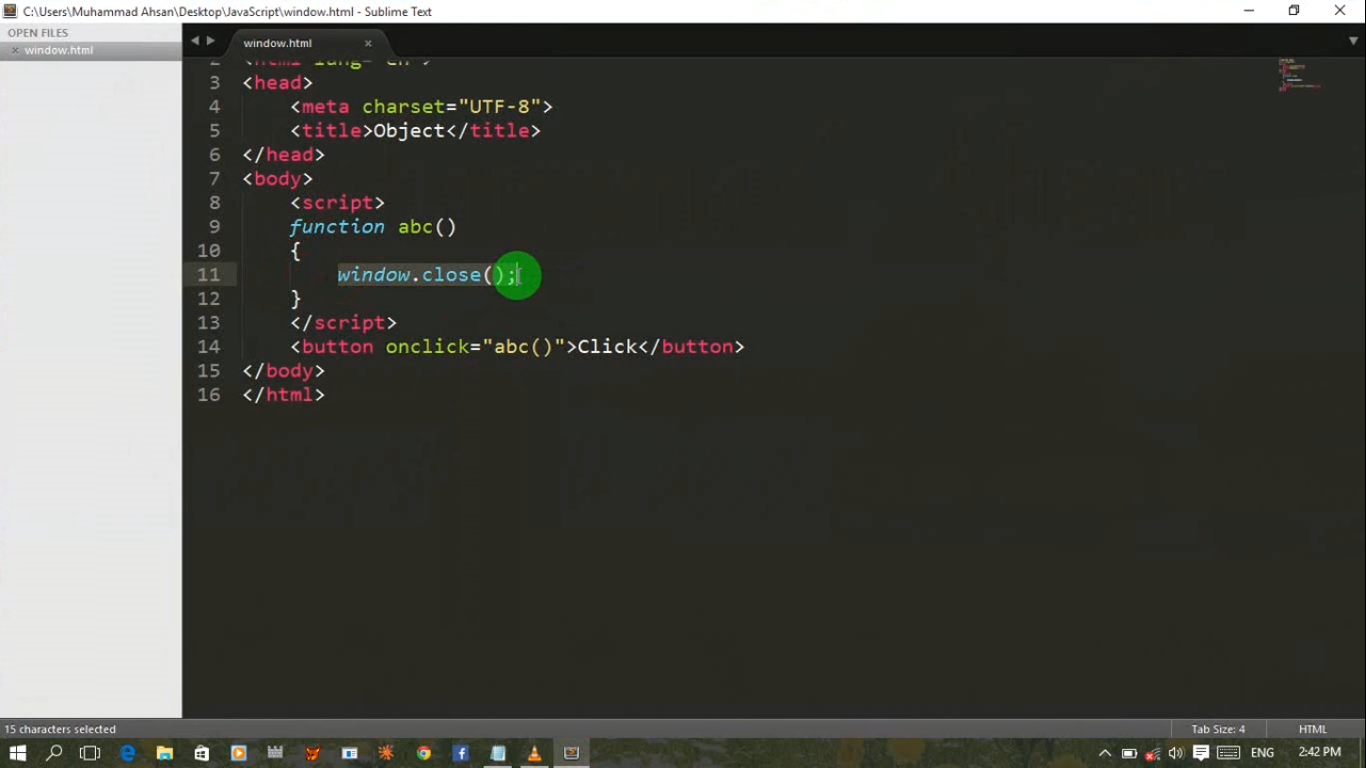 C:\Users\Muhammad Ahsan\Desktop\JavaScript\window.html - Sublime Text
OPEN FILES
window.html
window.html
2 <html lang="en">
3 <head>
4 <meta charset="UTF-8">
5 <title>Object</title>
6 </head>
7 <body>
8 <script>
9 function abc()
10 {
11 window.close();
12 }
13 </script>
14 <button onclick="abc()">Click</button>
15 </body>
16 </html>
15 characters selected
Tab Size: 4
HTML
ENG
2:42 PM